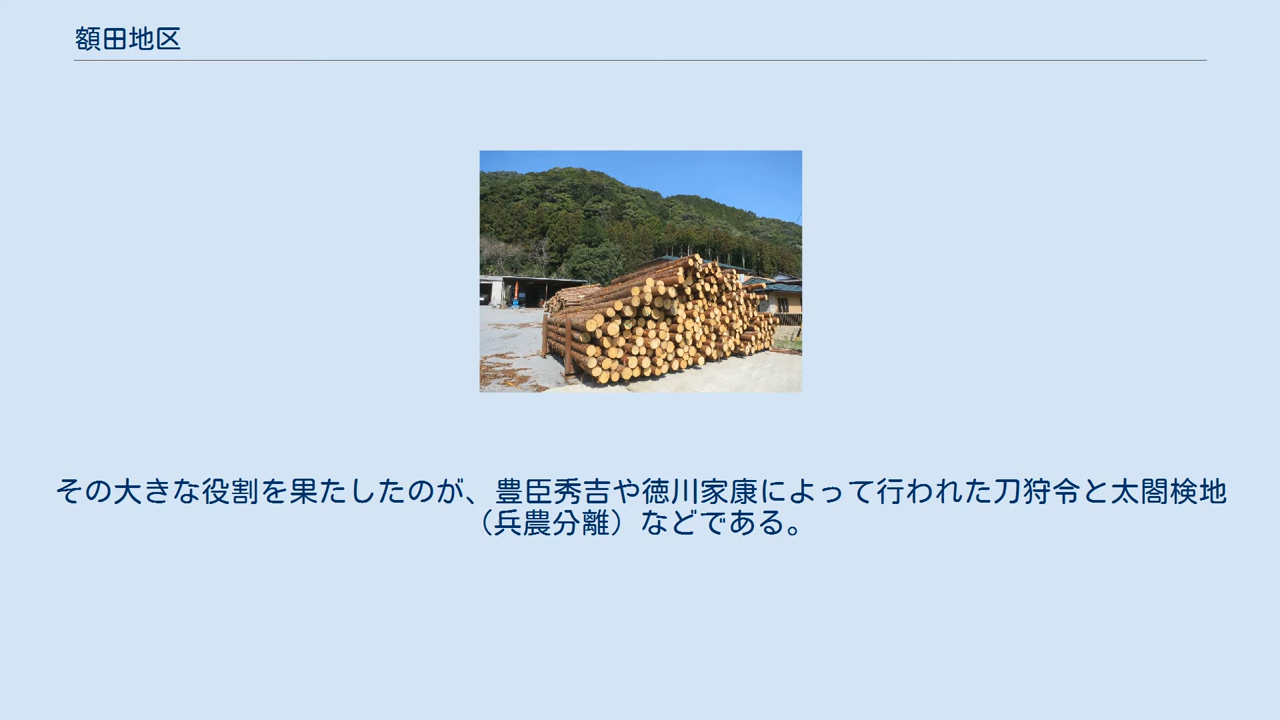 額田地区
その大きな役割を果たしたのが、豊臣秀吉や徳川家康によって行われた刀狩令と太閤検地
（兵農分離）などである。